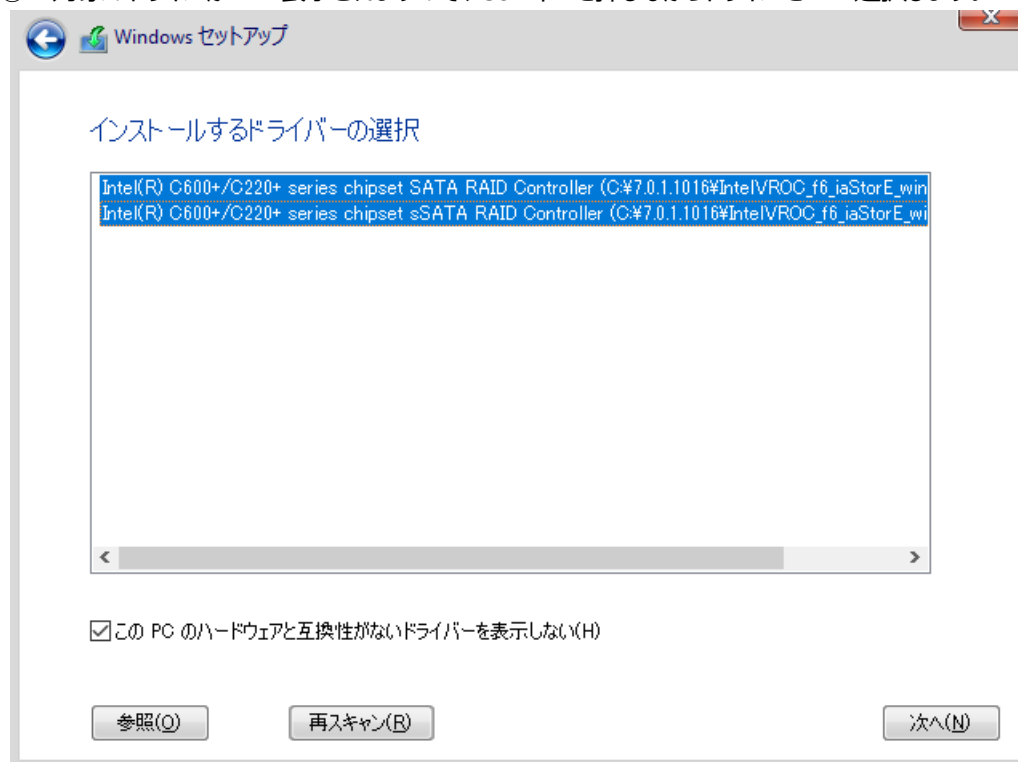 Windows セットアップ
インストールするドライバーの選択
Intel(R) C600+/C220+ series chipset SATA RAID Controller (C:¥7.0.1.1016¥IntelVROC_f6_iaStorE_win
Intel(R) C600+/C220+ series chipset sSATA RAID Controller (C:¥7.0.1.1016¥IntelVROC_f6_iaStorE_wi
このPC のハードウェアと互換性がないドライバーを表示しない(H)
参照(O)
再スキャン(R)
次へ(N)